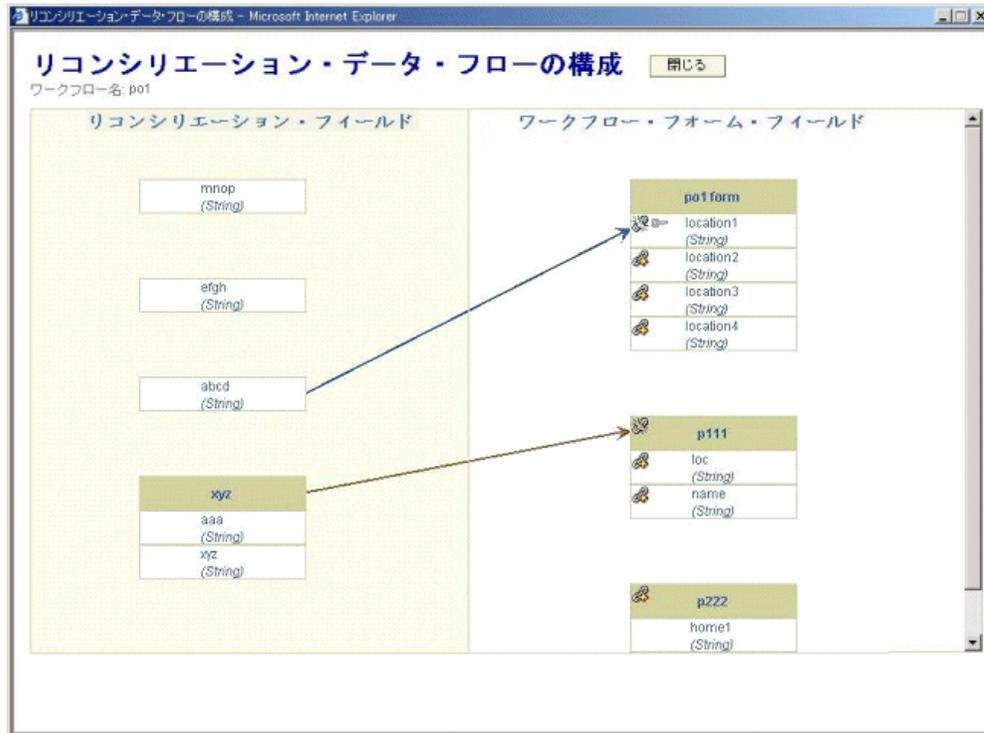 リコンシリエーション・データ・フローの構成 - Microsoft Internet Explorer
リコンシリエーション・データ・フローの構成
閉じる
ワークフロー名: po1
リコンシリエーション・フィールド
mnop
(String)
efgh
(String)
abcd
(String)
xyz
aaa
(String)
xyz
(String)
ワークフロー・フォーム・フィールド
po1form
location1
(String)
location2
(String)
location3
(String)
location4
(String)
p111
loc
(String)
name
(String)
p222
home1
(String)